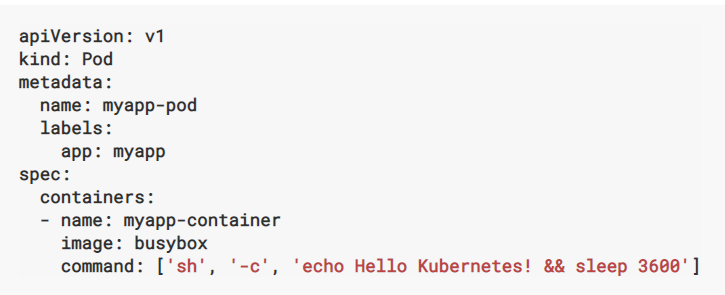 apiVersion: v1
kind: Pod
metadata:
  name: myapp-pod
  labels:
    app: myapp
spec:
  containers:
  - name: myapp-container
    image: busybox
    command: ['sh', '-c', 'echo Hello Kubernetes! && sleep 3600']